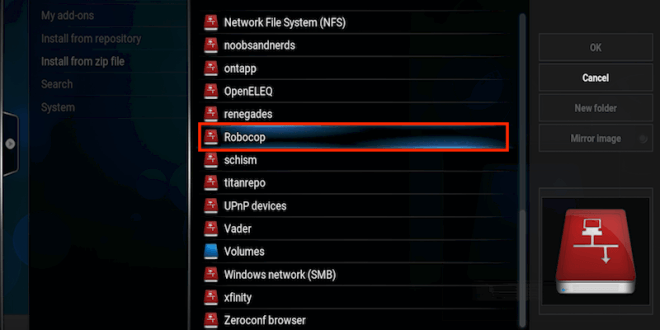 My add-ons
Install from repository
Install from zip file
Search
System
Network File System (NFS)
noobsandnerds
ontapp
OpenELEQ
renegades
Robocop
schism
titanrepo
UPnP devices
Vader
Volumes
Windows network (SMB)
xfinity
Zeroconf browser
OK
Cancel
New folder
Mirror image